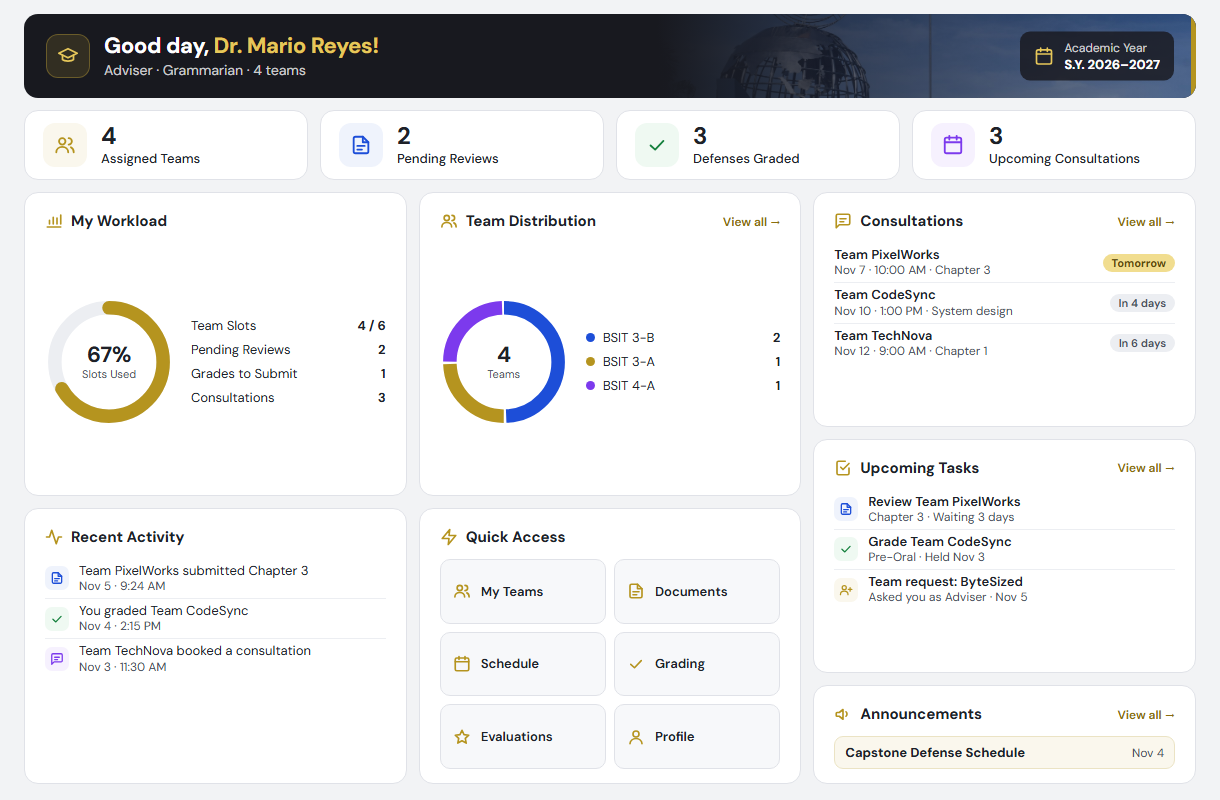 Good day, Dr. Mario Reyes!
Adviser · Grammarian · 4 teams
Academic Year
S.Y. 2026–2027
4
Assigned Teams
2
Pending Reviews
3
Defenses Graded
3
Upcoming Consultations
My Workload
67%
Slots Used
Team Slots 4 / 6
Pending Reviews 2
Grades to Submit 1
Consultations 3
Team Distribution View all →
4
Teams
BSIT 3-B 2
BSIT 3-A 1
BSIT 4-A 1
Consultations View all →
Team PixelWorks
Nov 7 · 10:00 AM · Chapter 3
Tomorrow
Team CodeSync
Nov 10 · 1:00 PM · System design
In 4 days
Team TechNova
Nov 12 · 9:00 AM · Chapter 1
In 6 days
Upcoming Tasks View all →
Review Team PixelWorks
Chapter 3 · Waiting 3 days
Grade Team CodeSync
Pre-Oral · Held Nov 3
Team request: ByteSized
Asked you as Adviser · Nov 5
Recent Activity
Team PixelWorks submitted Chapter 3
Nov 5 · 9:24 AM
You graded Team CodeSync
Nov 4 · 2:15 PM
Team TechNova booked a consultation
Nov 3 · 11:30 AM
Quick Access
My Teams
Documents
Schedule
Grading
Evaluations
Profile
Announcements View all →
Capstone Defense Schedule Nov 4